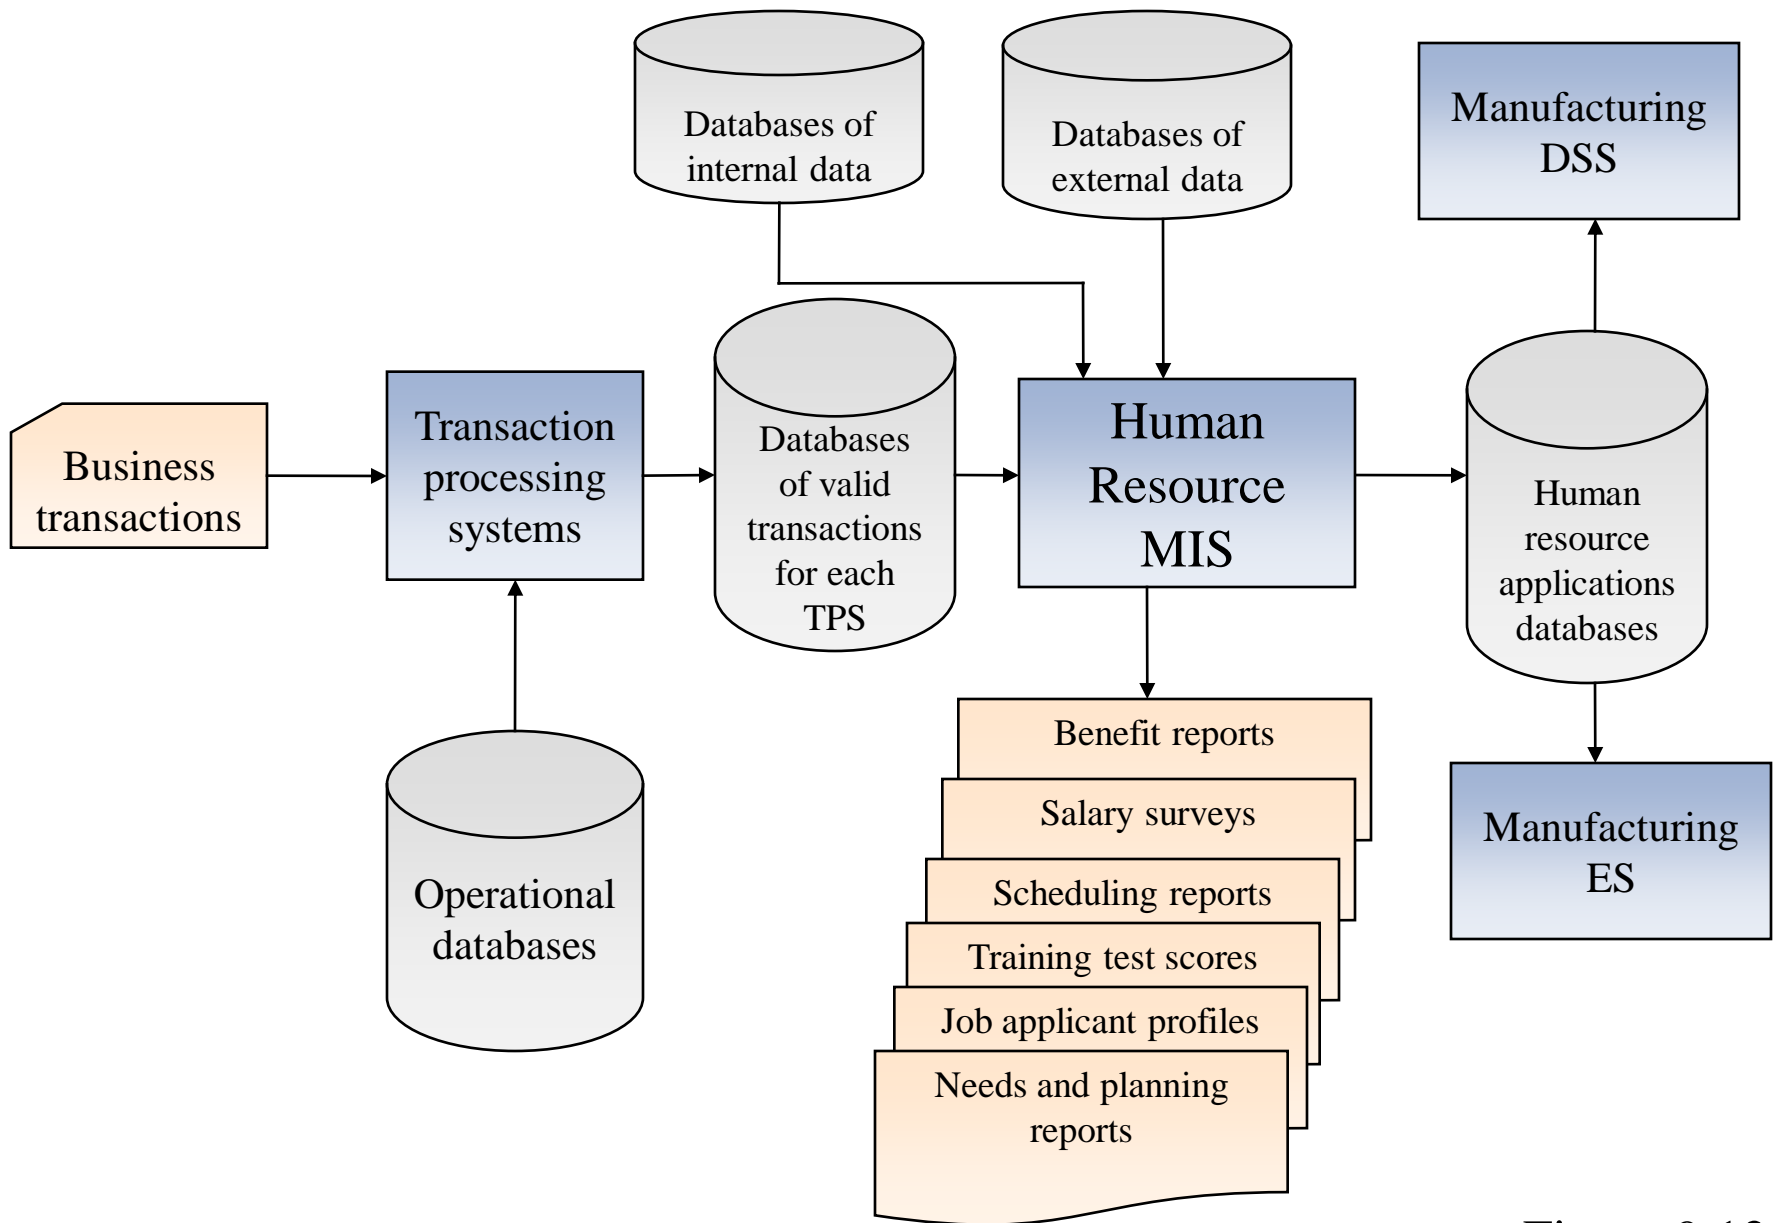 Databases of
internal data
Databases of
external data
Manufacturing
DSS
Business
transactions
Transaction
processing
systems
Databases
of valid
transactions
for each
TPS
Human
Resource
MIS
Human
resource
applications
databases
Operational
databases
Benefit reports
Salary surveys
Scheduling reports
Training test scores
Job applicant profiles
Needs and planning
reports
Manufacturing
ES